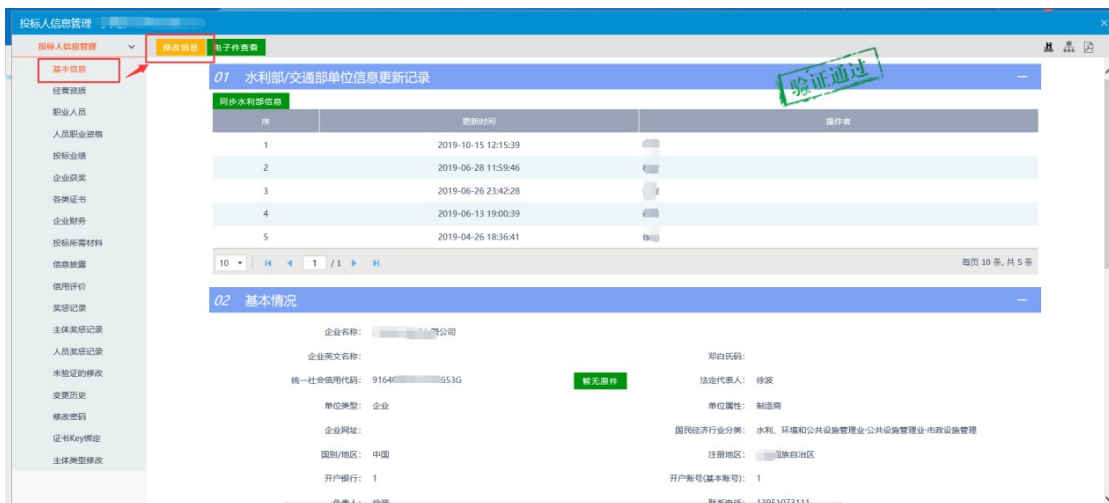 投标人信息管理
投标人信息管理
修改信息 电子件查看
基本信息
经营资质
职业人员
人员职业资格
投标业绩
企业获奖
各类证书
企业财务
投标所需材料
信息披露
信用评价
奖惩记录
主体奖惩记录
人员奖惩记录
未验证的修改
变更历史
修改密码
证书Key绑定
主体类型修改
01 水利部/交通部单位信息更新记录
验证通过
同步水利部信息
序 更新时间 操作者
1 2019-10-15 12:15:39
2 2019-06-28 11:59:46
3 2019-06-26 23:42:28
4 2019-06-13 19:00:39
5 2019-04-26 18:36:41
10 1 / 1 每页 10 条, 共 5 条
02 基本情况
企业名称: 公司
企业英文名称: 邓白氏码:
统一社会信用代码: 9164 653G 暂无原件 法定代表人: 徐波
单位类型: 企业 单位属性: 制造商
企业网址: 国民经济行业分类: 水利、环境和公共设施管理业·公共设施管理业·市政设施管理
国别/地区: 中国 注册地区: 族自治区
开户银行: 1 开户账号(基本账号): 1
负责人: 徐波 联系电话: 13951073111